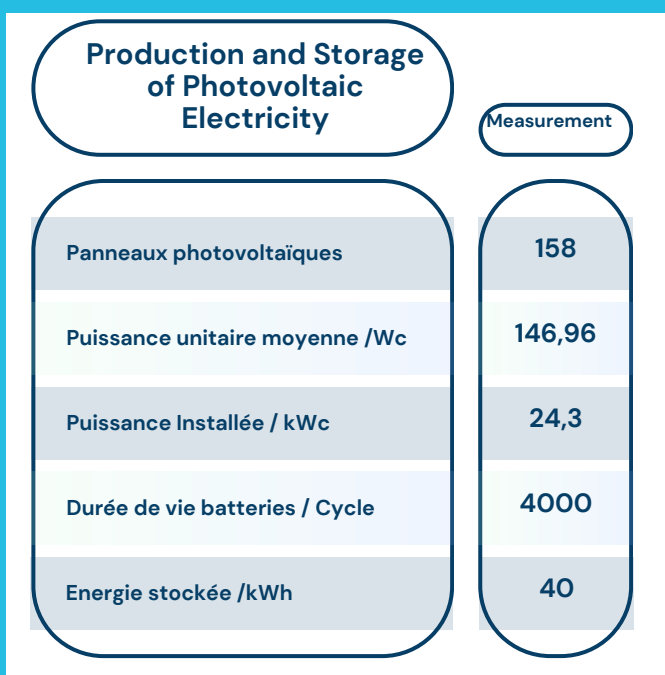 Production and Storage
of Photovoltaic
Electricity
Measurement
Panneaux photovoltaïques
158
Puissance unitaire moyenne /Wc
146,96
Puissance Installée / kWc
24,3
Durée de vie batteries / Cycle
4000
Energie stockée /kWh
40